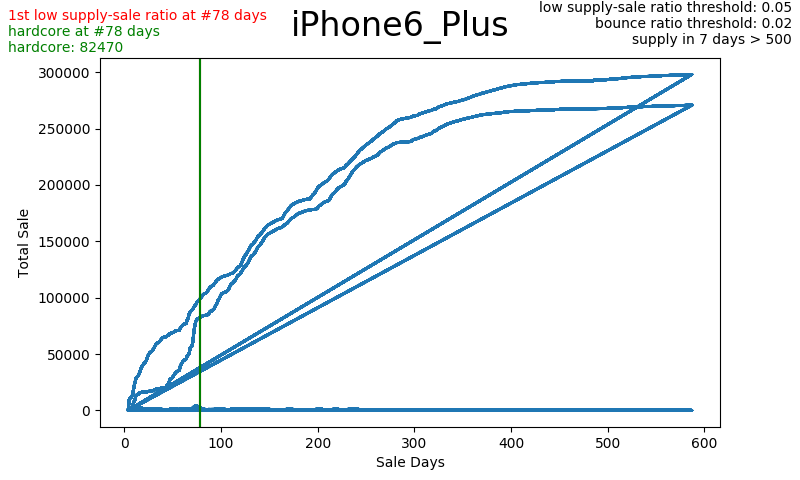 1st low supply-sale ratio at #78 days
hardcore at #78 days
hardcore: 82470
iPhone6_Plus
low supply-sale ratio threshold: 0.05
bounce ratio threshold: 0.02
supply in 7 days > 500
300000
250000
200000
150000
100000
50000
0
Total Sale
0 100 200 300 400 500 600
Sale Days